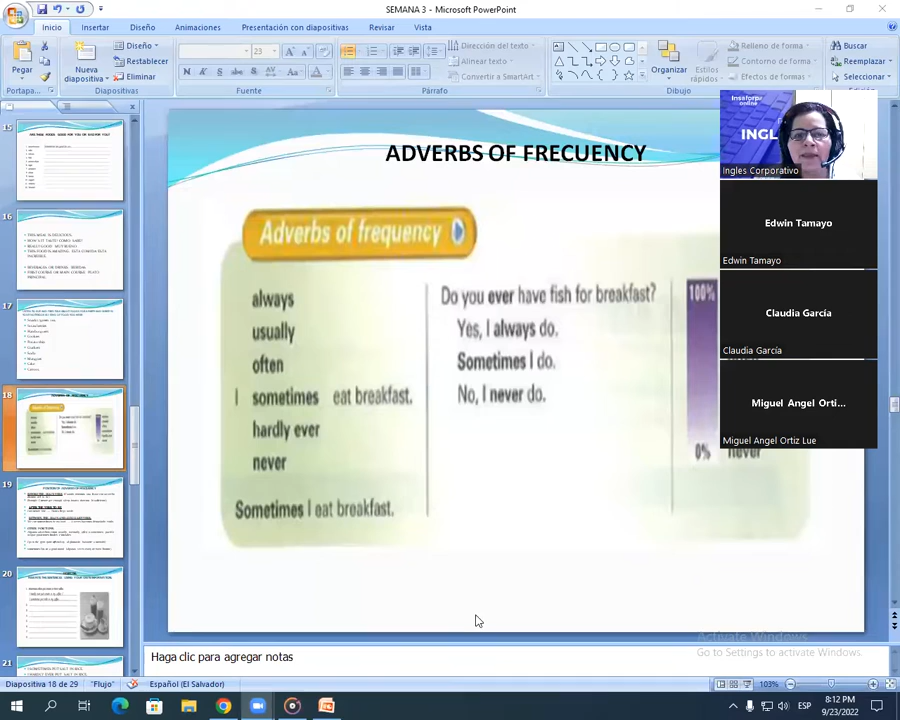 SEMANA 3 - Microsoft PowerPoint
Inicio
Insertar
Diseño
Animaciones
Presentación con diapositivas
Revisar
Vista
Pegar
Portapa...
Nueva
diapositiva
Diseño
Restablecer
Eliminar
Diapositivas
23
Fuente
Párrafo
Dirección del texto
Alinear texto
Convertir a SmartArt
Organizar
Estilos
rápidos
Dibujo
Relleno de forma
Contorno de forma
Efectos de formas
Buscar
Reemplazar
Seleccionar
15
16
17
18
19
20
21
ADVERBS OF FRECUENCY
Adverbs of frequency
always
usually
often
I sometimes eat breakfast.
hardly ever
never
Sometimes I eat breakfast.
Do you ever have fish for breakfast?
Yes, I always do.
Sometimes I do.
No, I never do.
100%
0% never
online
INGL
Ingles Corporativo
Edwin Tamayo
Edwin Tamayo
Claudia García
Claudia García
Miguel Angel Orti...
Miguel Angel Ortiz Lue
Activate Windows
Go to Settings to activate Windows.
Haga clic para agregar notas
Diapositiva 18 de 29
"Flujo"
Español (El Salvador)
103%
ESP
8:12 PM
9/23/2022